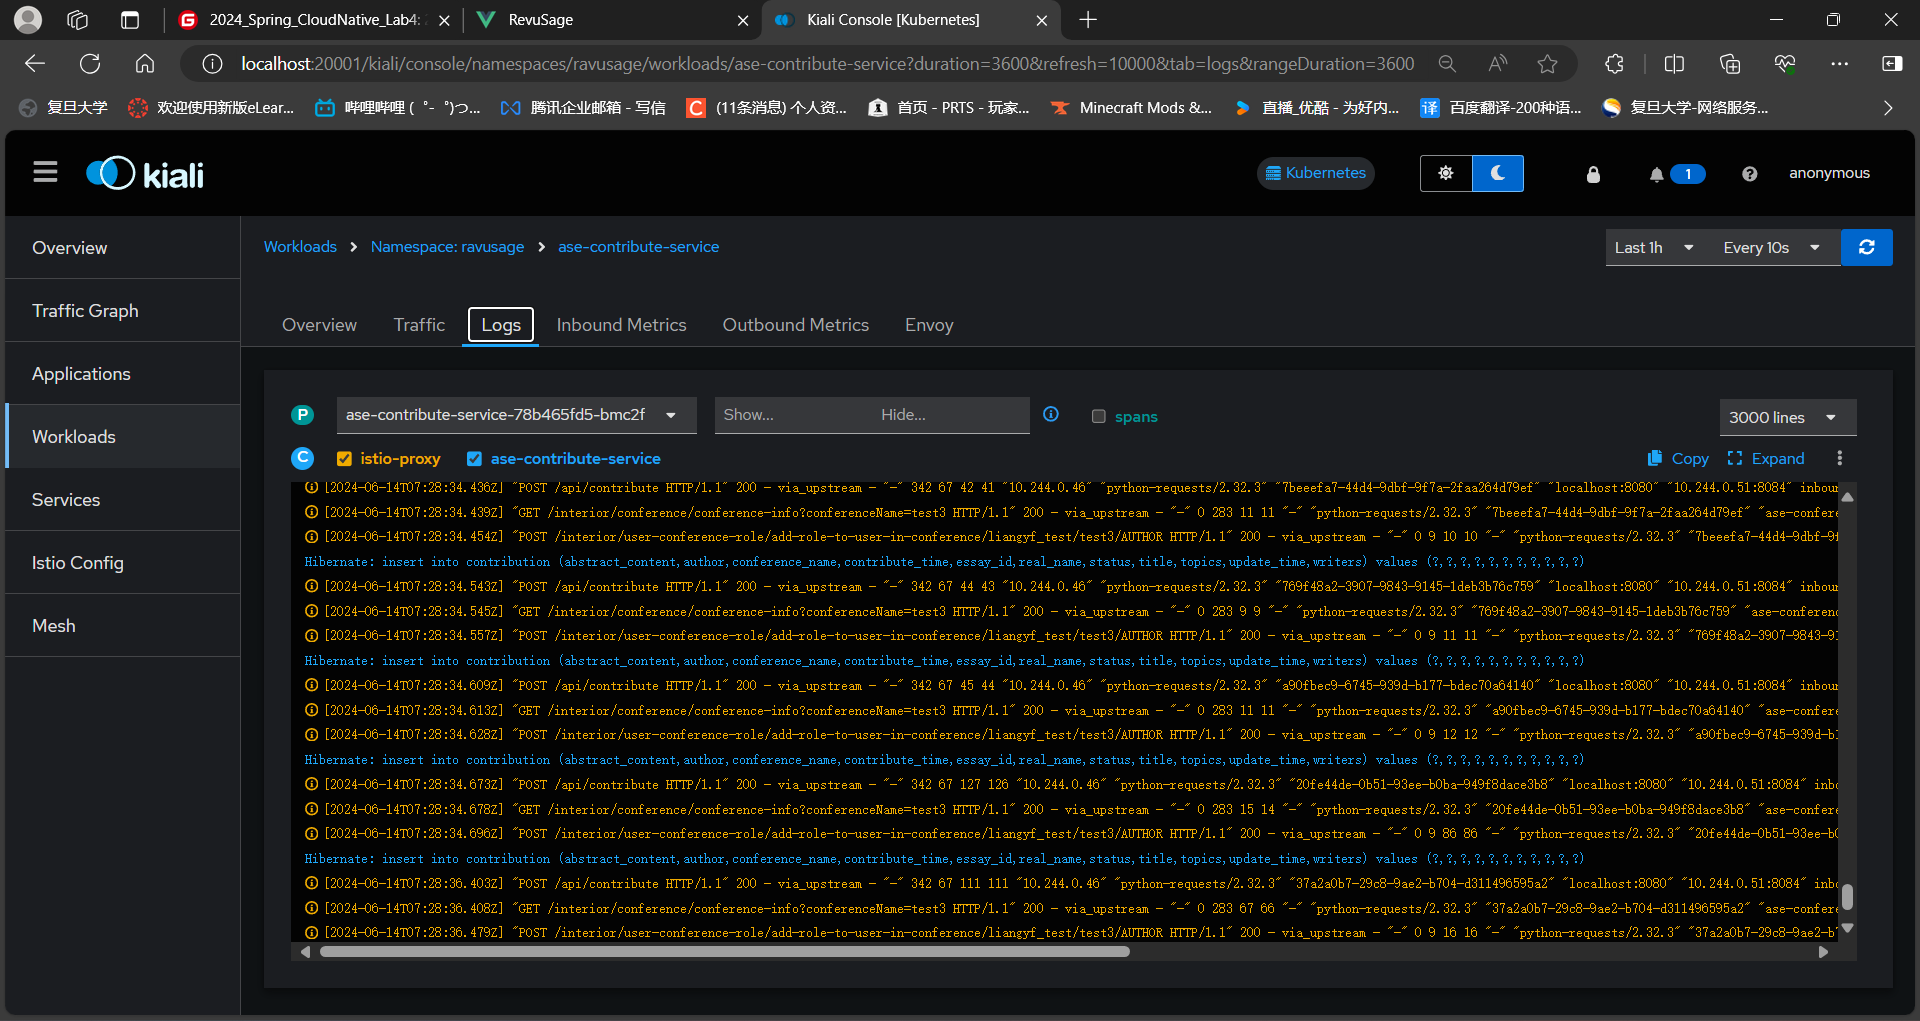 2024_Spring_CloudNative_Lab4:
RevuSage
Kiali Console [Kubernetes]
localhost:20001/kiali/console/namespaces/ravusage/workloads/ase-contribute-service?duration=3600&refresh=10000&tab=logs&rangeDuration=3600
复旦大学
欢迎使用新版eLear...
哔哩哔哩 (゜-゜)つ...
腾讯企业邮箱 - 写信
(11条消息) 个人资...
首页 - PRTS - 玩家...
Minecraft Mods &...
直播_优酷 - 为好内...
百度翻译-200种语...
复旦大学-网络服务...
kiali
Kubernetes
1
anonymous
Overview
Traffic Graph
Applications
Workloads
Services
Istio Config
Mesh
Workloads > Namespace: ravusage > ase-contribute-service
Last 1h
Every 10s
Overview
Traffic
Logs
Inbound Metrics
Outbound Metrics
Envoy
P
ase-contribute-service-78b465fd5-bmc2f
Show...
Hide...
spans
3000 lines
C
istio-proxy
ase-contribute-service
Copy
Expand
[2024-06-14T07:28:34.436Z] "POST /api/contribute HTTP/1.1" 200 - via_upstream - "-" 342 67 42 41 "10.244.0.46" "python-requests/2.32.3" "7beeefa7-44d4-9dbf-9f7a-2faa264d79ef" "localhost:8080" "10.244.0.51:8084" inbour
[2024-06-14T07:28:34.439Z] "GET /interior/conference/conference-info?conferenceName=test3 HTTP/1.1" 200 - via_upstream - "-" 0 283 11 11 "-" "python-requests/2.32.3" "7beeefa7-44d4-9dbf-9f7a-2faa264d79ef" "ase-confere
[2024-06-14T07:28:34.454Z] "POST /interior/user-conference-role/add-role-to-user-in-conference/liangyf_test/test3/AUTHOR HTTP/1.1" 200 - via_upstream - "-" 0 9 10 10 "-" "python-requests/2.32.3" "7beeefa7-44d4-9dbf-9f
Hibernate: insert into contribution (abstract_content,author,conference_name,contribute_time,essay_id,real_name,status,title,topics,update_time,writers) values (?,?,?,?,?,?,?,?,?,?,?)
[2024-06-14T07:28:34.543Z] "POST /api/contribute HTTP/1.1" 200 - via_upstream - "-" 342 67 44 43 "10.244.0.46" "python-requests/2.32.3" "769f48a2-3907-9843-9145-1deb3b76c759" "localhost:8080" "10.244.0.51:8084" inbour
[2024-06-14T07:28:34.545Z] "GET /interior/conference/conference-info?conferenceName=test3 HTTP/1.1" 200 - via_upstream - "-" 0 283 9 9 "-" "python-requests/2.32.3" "769f48a2-3907-9843-9145-1deb3b76c759" "ase-conferen
[2024-06-14T07:28:34.557Z] "POST /interior/user-conference-role/add-role-to-user-in-conference/liangyf_test/test3/AUTHOR HTTP/1.1" 200 - via_upstream - "-" 0 9 11 11 "-" "python-requests/2.32.3" "769f48a2-3907-9843-91
Hibernate: insert into contribution (abstract_content,author,conference_name,contribute_time,essay_id,real_name,status,title,topics,update_time,writers) values (?,?,?,?,?,?,?,?,?,?,?)
[2024-06-14T07:28:34.609Z] "POST /api/contribute HTTP/1.1" 200 - via_upstream - "-" 342 67 45 44 "10.244.0.46" "python-requests/2.32.3" "a90fbec9-6745-939d-b177-bdec70a64140" "localhost:8080" "10.244.0.51:8084" inbour
[2024-06-14T07:28:34.613Z] "GET /interior/conference/conference-info?conferenceName=test3 HTTP/1.1" 200 - via_upstream - "-" 0 283 11 11 "-" "python-requests/2.32.3" "a90fbec9-6745-939d-b177-bdec70a64140" "ase-confere
[2024-06-14T07:28:34.628Z] "POST /interior/user-conference-role/add-role-to-user-in-conference/liangyf_test/test3/AUTHOR HTTP/1.1" 200 - via_upstream - "-" 0 9 12 12 "-" "python-requests/2.32.3" "a90fbec9-6745-939d-b1
Hibernate: insert into contribution (abstract_content,author,conference_name,contribute_time,essay_id,real_name,status,title,topics,update_time,writers) values (?,?,?,?,?,?,?,?,?,?,?)
[2024-06-14T07:28:34.673Z] "POST /api/contribute HTTP/1.1" 200 - via_upstream - "-" 342 67 127 126 "10.244.0.46" "python-requests/2.32.3" "20fe44de-0b51-93ee-b0ba-949f8dace3b8" "localhost:8080" "10.244.0.51:8084" inbo
[2024-06-14T07:28:34.678Z] "GET /interior/conference/conference-info?conferenceName=test3 HTTP/1.1" 200 - via_upstream - "-" 0 283 15 14 "-" "python-requests/2.32.3" "20fe44de-0b51-93ee-b0ba-949f8dace3b8" "ase-confere
[2024-06-14T07:28:34.696Z] "POST /interior/user-conference-role/add-role-to-user-in-conference/liangyf_test/test3/AUTHOR HTTP/1.1" 200 - via_upstream - "-" 0 9 86 86 "-" "python-requests/2.32.3" "20fe44de-0b51-93ee-b0
Hibernate: insert into contribution (abstract_content,author,conference_name,contribute_time,essay_id,real_name,status,title,topics,update_time,writers) values (?,?,?,?,?,?,?,?,?,?,?)
[2024-06-14T07:28:36.403Z] "POST /api/contribute HTTP/1.1" 200 - via_upstream - "-" 342 67 111 111 "10.244.0.46" "python-requests/2.32.3" "37a2a0b7-29c8-9ae2-b704-d311496595a2" "localhost:8080" "10.244.0.51:8084" inbo
[2024-06-14T07:28:36.408Z] "GET /interior/conference/conference-info?conferenceName=test3 HTTP/1.1" 200 - via_upstream - "-" 0 283 67 66 "-" "python-requests/2.32.3" "37a2a0b7-29c8-9ae2-b704-d311496595a2" "ase-confere
[2024-06-14T07:28:36.479Z] "POST /interior/user-conference-role/add-role-to-user-in-conference/liangyf_test/test3/AUTHOR HTTP/1.1" 200 - via_upstream - "-" 0 9 16 16 "-" "python-requests/2.32.3" "37a2a0b7-29c8-9ae2-b7